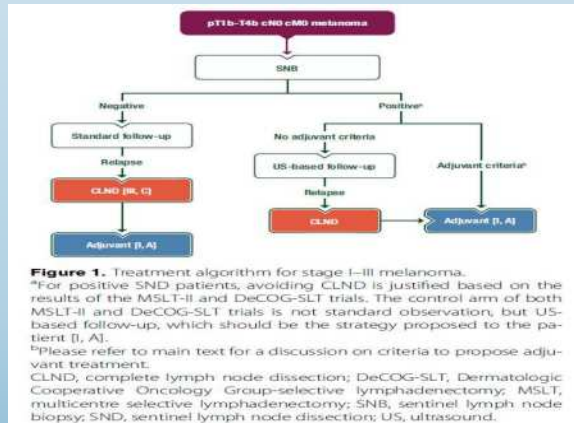 pT1b-T4b cN0 cM0 melanoma
SNB
Negative
Positiveᵃ
Standard follow-up
No adjuvant criteria
Relapse
US-based follow-up
Adjuvant criteriaᵇ
CLND [III, C]
Relapse
CLND
Adjuvant [I, A]
Adjuvant [I, A]
Figure 1. Treatment algorithm for stage I–III melanoma.
ᵃFor positive SND patients, avoiding CLND is justified based on the
results of the MSLT-II and DeCOG-SLT trials. The control arm of both
MSLT-II and DeCOG-SLT trials is not standard observation, but US-
based follow-up, which should be the strategy proposed to the pa-
tient [I, A].
ᵇPlease refer to main text for a discussion on criteria to propose adju-
vant treatment.
CLND, complete lymph node dissection; DeCOG-SLT, Dermatologic
Cooperative Oncology Group-selective lymphadenectomy; MSLT,
multicentre selective lymphadenectomy; SNB, sentinel lymph node
biopsy; SND, sentinel lymph node dissection; US, ultrasound.